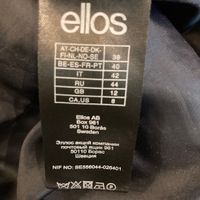 ellos
AT-CH-DE-DK-
FI-NL-NO-SE 38
BE-ES-FR-PT 40
IT 42
RU 44
GB 12
CA,US 8
Ellos AB
Box 961
501 10 Borås
Sweden
Эллос акций компании
почтовый ящик 961
50110 Борас
Швеция
NIF NO: SE556044-025401